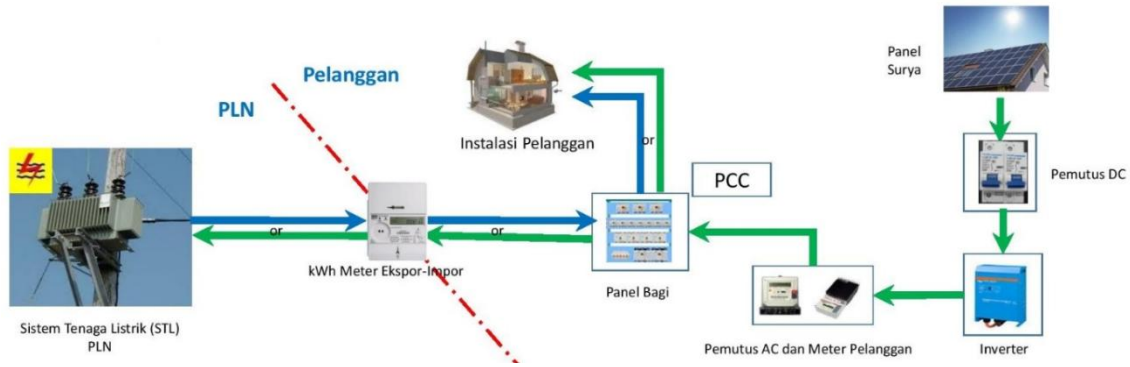 Pelanggan
PLN
Instalasi Pelanggan
or
PCC
Panel
Surya
Pemutus DC
or
or
kWh Meter Ekspor-Impor
Panel Bagi
Sistem Tenaga Listrik (STL)
PLN
Pemutus AC dan Meter Pelanggan
Inverter